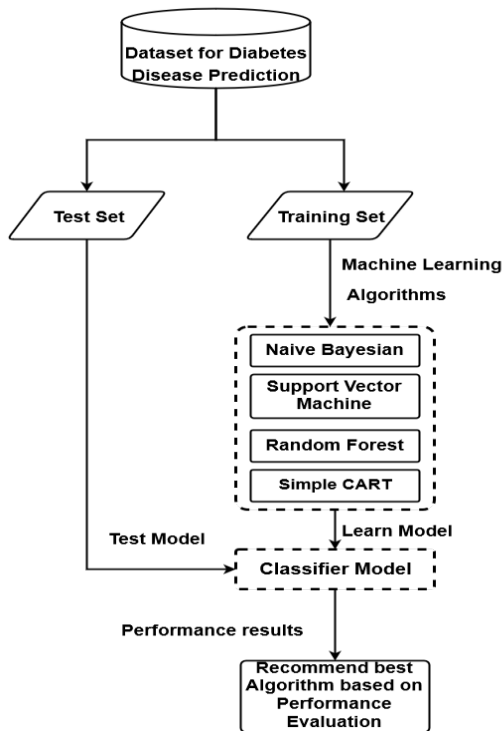 Dataset for Diabetes
Disease Prediction
Test Set
Training Set
Machine Learning
Algorithms
Naive Bayesian
Support Vector
Machine
Random Forest
Simple CART
Learn Model
Test Model
Classifier Model
Performance results
Recommend best
Algorithm based on
Performance
Evaluation